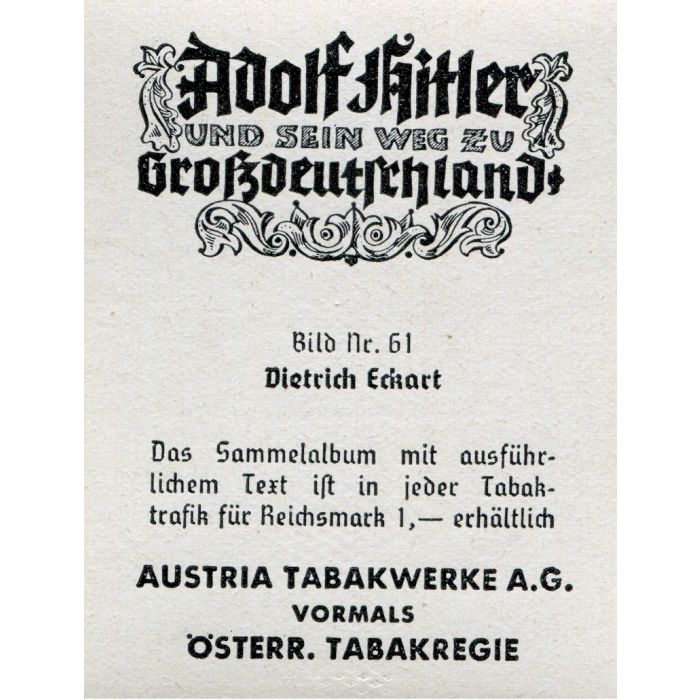 Adolf Hitler
UND SEIN WEG ZU
Großdeutschland
Bild Nr. 61
Dietrich Eckart
Das Sammelalbum mit ausführ-
lichem Text ist in jeder Tabak-
trafik für Reichsmark 1,— erhältlich
AUSTRIA TABAKWERKE A.G.
VORMALS
ÖSTERR. TABAKREGIE